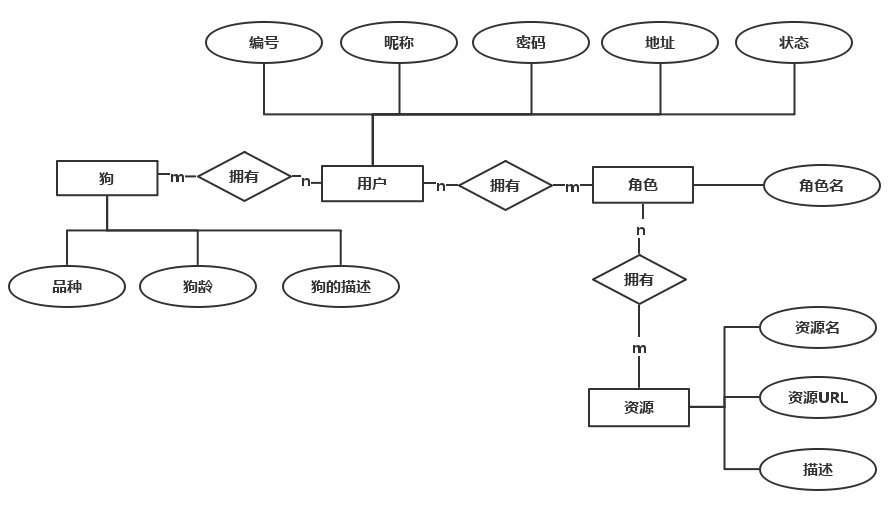 编号
昵称
密码
地址
状态
狗
m
拥有
n
用户
n
拥有
m
角色
角色名
n
拥有
m
品种
狗龄
狗的描述
资源
资源名
资源URL
描述